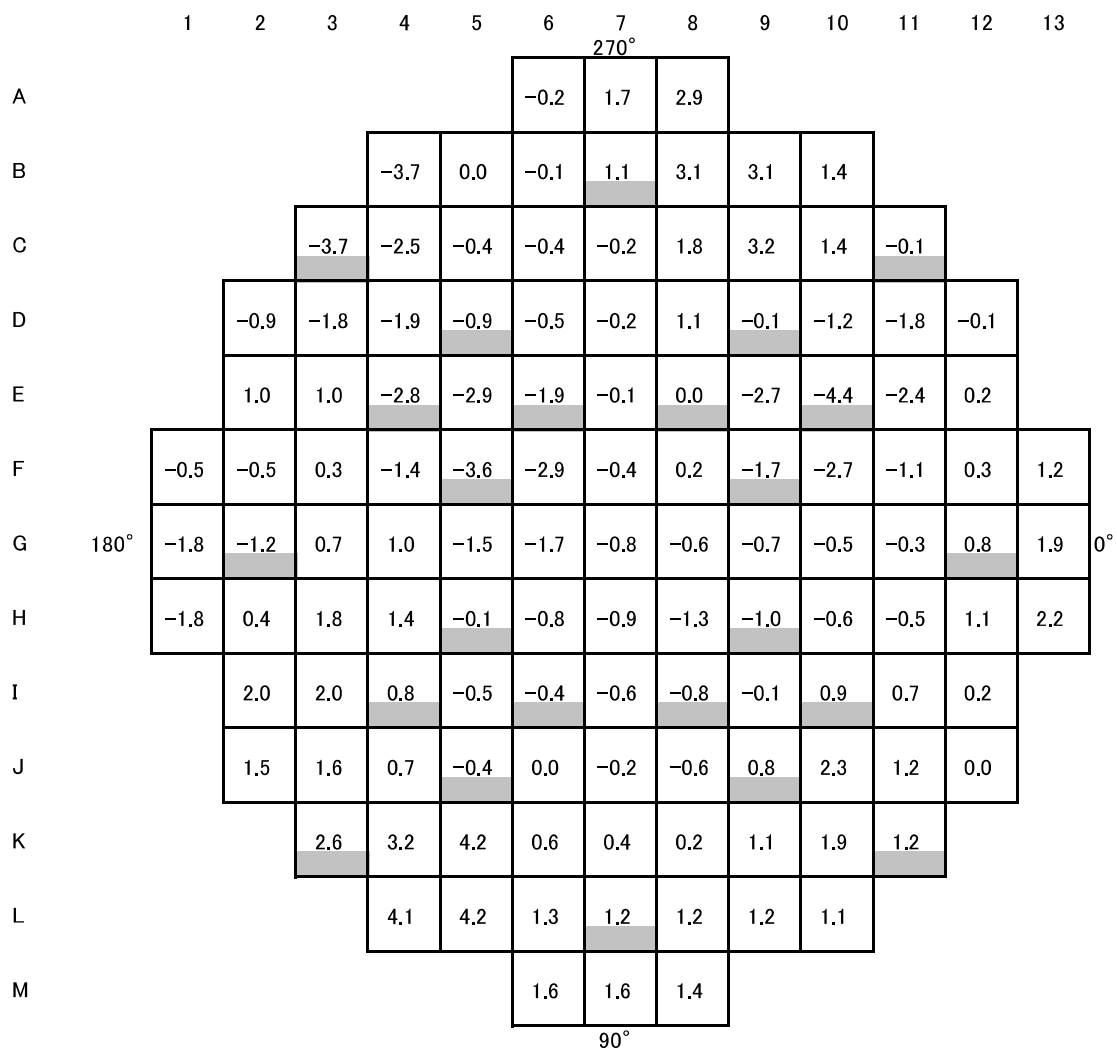 1 2 3 4 5 6 7 8 9 10 11 12 13
270°
A −0.2 1.7 2.9
B −3.7 0.0 −0.1 1.1 3.1 3.1 1.4
C −3.7 −2.5 −0.4 −0.4 −0.2 1.8 3.2 1.4 −0.1
D −0.9 −1.8 −1.9 −0.9 −0.5 −0.2 1.1 −0.1 −1.2 −1.8 −0.1
E 1.0 1.0 −2.8 −2.9 −1.9 −0.1 0.0 −2.7 −4.4 −2.4 0.2
F −0.5 −0.5 0.3 −1.4 −3.6 −2.9 −0.4 0.2 −1.7 −2.7 −1.1 0.3 1.2
G 180° −1.8 −1.2 0.7 1.0 −1.5 −1.7 −0.8 −0.6 −0.7 −0.5 −0.3 0.8 1.9 0°
H −1.8 0.4 1.8 1.4 −0.1 −0.8 −0.9 −1.3 −1.0 −0.6 −0.5 1.1 2.2
I 2.0 2.0 0.8 −0.5 −0.4 −0.6 −0.8 −0.1 0.9 0.7 0.2
J 1.5 1.6 0.7 −0.4 0.0 −0.2 −0.6 0.8 2.3 1.2 0.0
K 2.6 3.2 4.2 0.6 0.4 0.2 1.1 1.9 1.2
L 4.1 4.2 1.3 1.2 1.2 1.2 1.1
M 1.6 1.6 1.4
90°